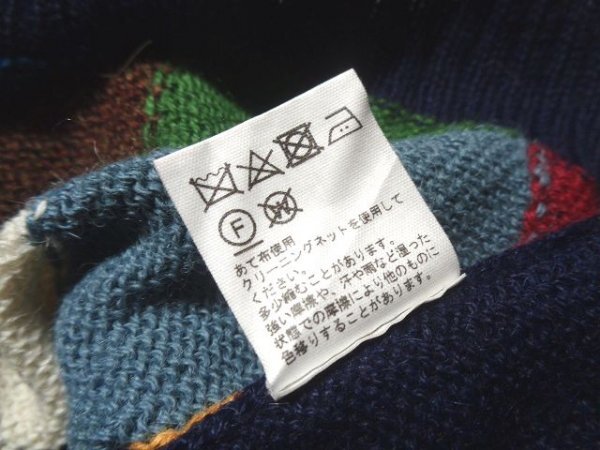 F
W
あて布使用
クリーニングネットを使用して
ください。
多少縮むことがあります。
強い摩擦や、汗や雨など湿った
状態での摩擦により他のものに
色移りすることがあります。